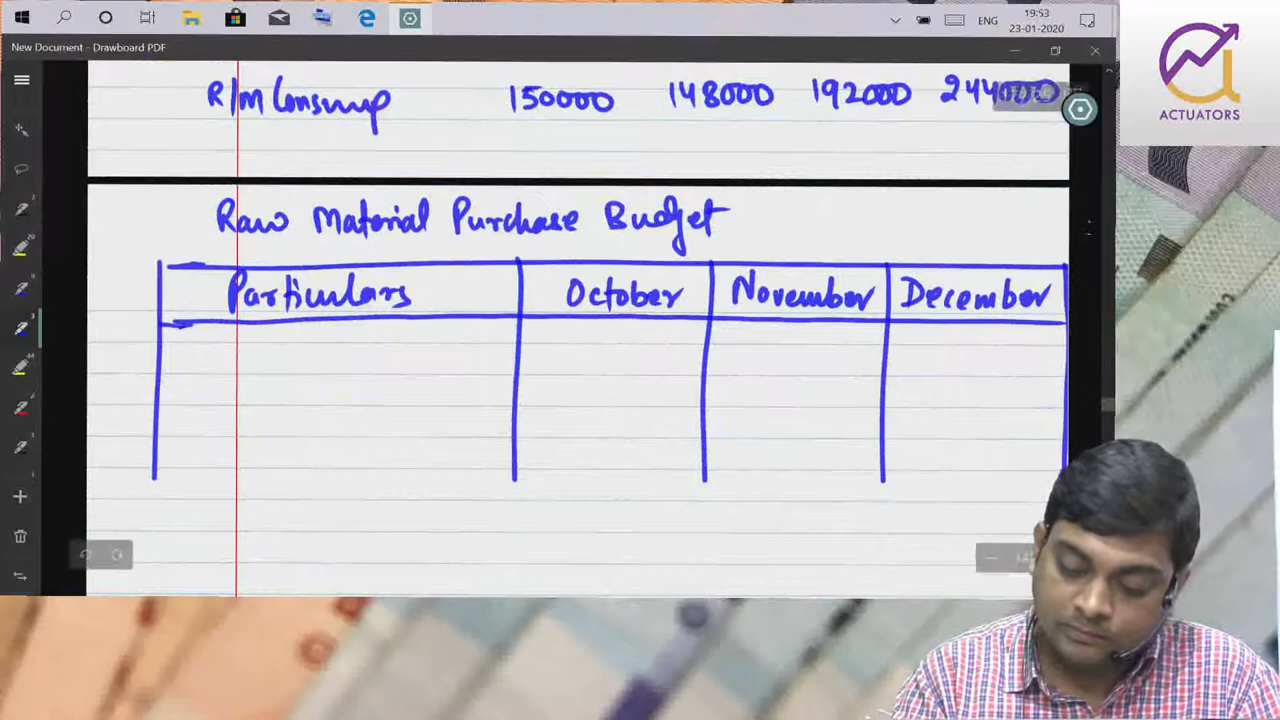 19:53
ENG
23-01-2020
New Document - Drawboard PDF
ACTUATORS
R/M Consump 150000 148000 192000 244000
Raw Material Purchase Budget
Particulars October November December